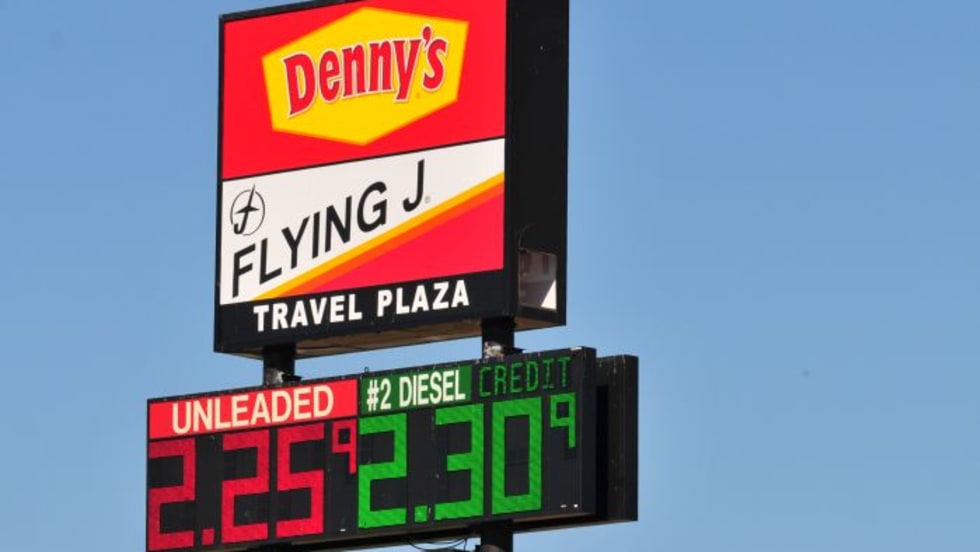 Denny's
FLYING J
TRAVEL PLAZA
UNLEADED #2 DIESEL CREDIT
2.25⁹ 2.30⁹